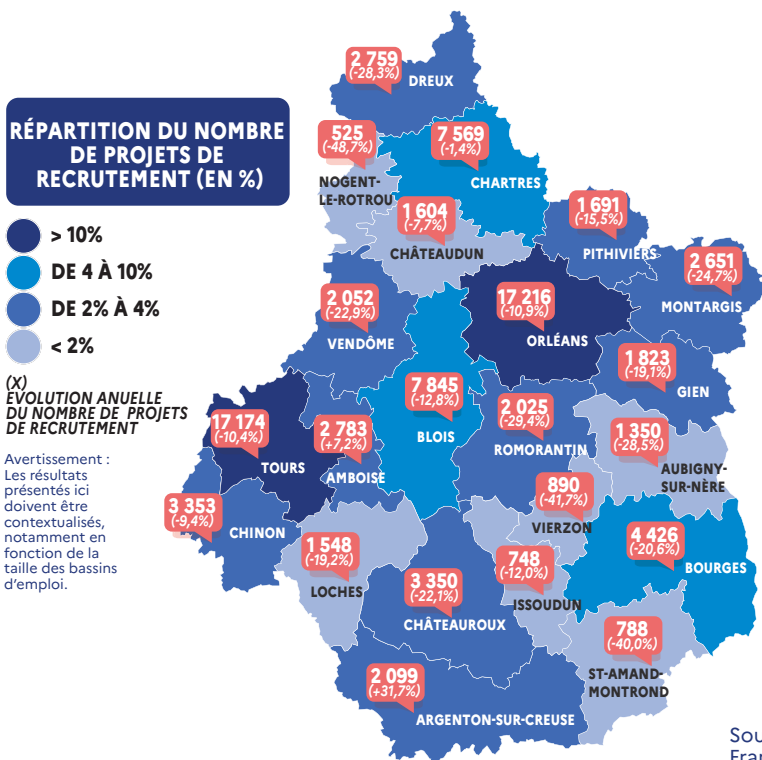 RÉPARTITION DU NOMBRE
DE PROJETS DE
RECRUTEMENT (EN %)
> 10%
DE 4 À 10%
DE 2% À 4%
< 2%
(X)
EVOLUTION ANUELLE
DU NOMBRE DE PROJETS
DE RECRUTEMENT
Avertissement :
Les résultats
présentés ici
doivent être
contextualisés,
notamment en
fonction de la
taille des bassins
d'emploi.
2 759
(-28,3%)
DREUX
525
(-48,7%)
NOGENT-
LE-ROTROU
7 569
(-1,4%)
CHARTRES
1 604
(-7,7%)
CHÂTEAUDUN
1 691
(-15,5%)
PITHIVIERS
2 651
(-24,7%)
MONTARGIS
2 052
(-22,9%)
VENDÔME
17 216
(-10,9%)
ORLÉANS
1 823
(-19,1%)
GIEN
7 845
(-12,8%)
BLOIS
2 025
(-29,4%)
ROMORANTIN
17 174
(-10,4%)
TOURS
2 783
(+7,2%)
AMBOISE
1 350
(-28,5%)
AUBIGNY-
SUR-NÈRE
3 353
(-9,4%)
CHINON
890
(-41,7%)
VIERZON
1 548
(-19,2%)
LOCHES
748
(-12,0%)
ISSOUDUN
4 426
(-20,6%)
BOURGES
3 350
(-22,1%)
CHÂTEAUROUX
788
(-40,0%)
ST-AMAND-
MONTROND
2 099
(+31,7%)
ARGENTON-SUR-CREUSE
Sou
Fran